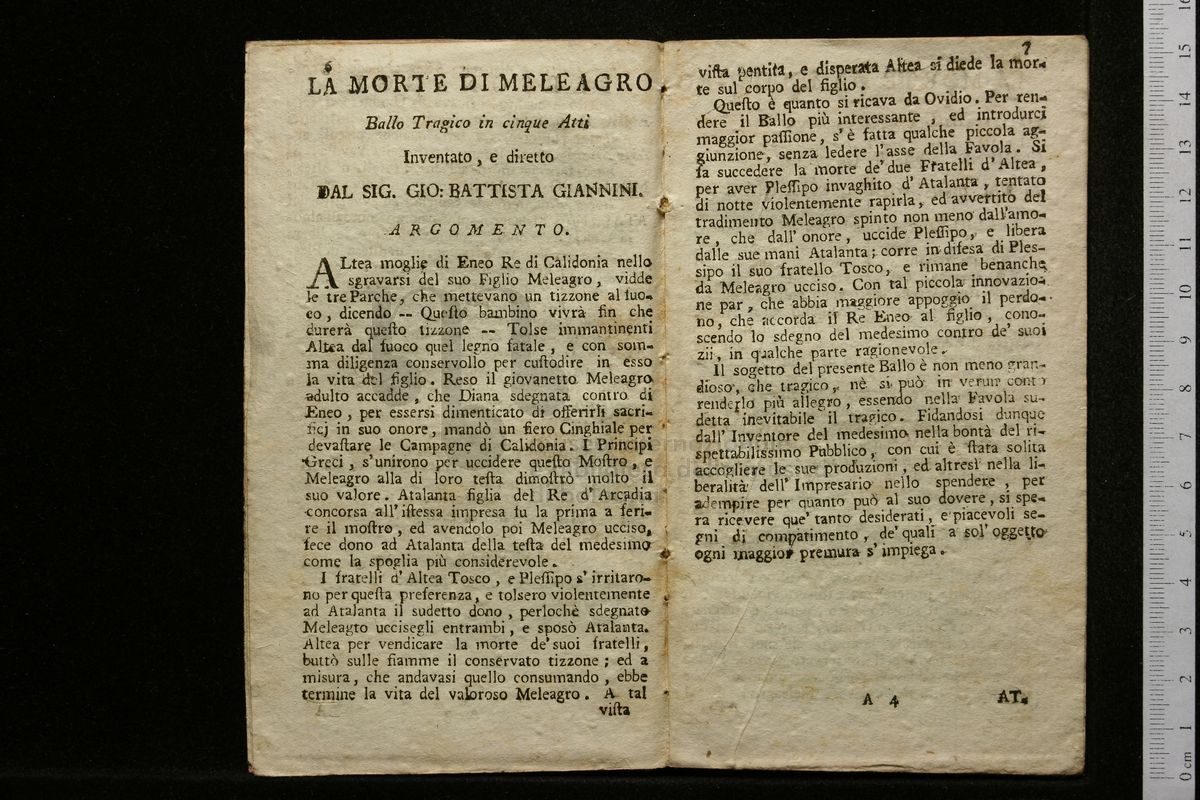 6
LA MORTE DI MELEAGRO,
Ballo Tragico in cinque Atti
Inventato, e diretto
DAL SIG. GIO: BATTISTA GIANNINI.
ARGOMENTO.
ALtea moglie di Eneo Re di Calidonia nello
sgravarsi del suo Figlio Meleagro, vidde
le tre Parche, che mettevano un tizzone al fuo-
co, dicendo -- Queſto bambino vivrà fin che
durerà queſto tizzone -- Tolse immantinenti
Altea dal fuoco quel legno fatale, e con som-
ma diligenza conservollo per cuſtodire in esso
la vita del figlio. Reso il giovanetto Meleagro
adulto accadde, che Diana sdegnata contro di
Eneo, per essersi dimenticato di offerirli sacri-
ficj in suo onore, mandò un fiero Cinghiale per
devaſtare le Campagne di Calidonia. I Principi
Greci, s'unirono per uccidere queſto Moſtro, e
Meleagro alla di loro teſta dimoſtrò molto il
suo valore. Atalanta figlia del Re d'Arcadia
concorsa all'iſtessa impresa fu la prima a feri-
re il moſtro, ed avendolo poi Meleagro ucciso,
fece dono ad Atalanta della teſta del medesimo
come la spoglia più considerevole.
I fratelli d'Altea Tosco, e Pleſſipo s'irritaro-
no per queſta preferenza, e tolsero violentemente
ad Atalanta il sudetto dono, perlochè sdegnato
Meleagro uccisegli entrambi, e sposò Atalanta.
Altea per vendicare la morte de'suoi fratelli,
buttò sulle fiamme il conservato tizzone; ed a
misura, che andavasi quello consumando, ebbe
termine la vita del valoroso Meleagro. A tal
viſta
7
viſta pentita, e disperata Altea si diede la mor-
te sul corpo del figlio.
Queſto è quanto si ricava da Ovidio. Per ren-
dere il Ballo più interessante, ed introdurci
maggior paſſione, s'è fatta qualche piccola ag-
giunzione, senza ledere l'asse della Favola. Si
fa succedere la morte de'due Fratelli d'Altea,
per aver Pleſſipo invaghito d'Atalanta, tentato
di notte violentemente rapirla, ed avvertito del
tradimento Meleagro spinto non meno dall'amo-
re, che dall'onore, uccide Pleſſipo, e libera
dalle sue mani Atalanta; corre in difesa di Ples-
sipo il suo fratello Tosco, e rimane benanche
da Meleagro ucciso. Con tal piccola innovazio-
ne par, che abbia maggiore appoggio il perdo-
no, che accorda il Re Eneo al figlio, cono-
scendo lo sdegno del medesimo contro de' suoi
zii, in qualche parte ragionevole.
Il sogetto del presente Ballo è non meno gran-
dioso, che tragico, nè si può in verun conto
renderlo più allegro, essendo nella Favola su-
detta inevitabile il tragico. Fidandosi dunque
dall'Inventore del medesimo nella bontà del ri-
spettabilissimo Pubblico, con cui è ſtata solita
accogliere le sue produzioni, ed altresì nella li-
beralità dell'Impresario nello spendere, per
adempire per quanto può al suo dovere, si spe-
ra ricevere que' tanto desiderati, e piacevoli se-
gni di compatimento, de'quali a sol'oggetto
ogni maggior premura s'impiega.
A 4 AT-